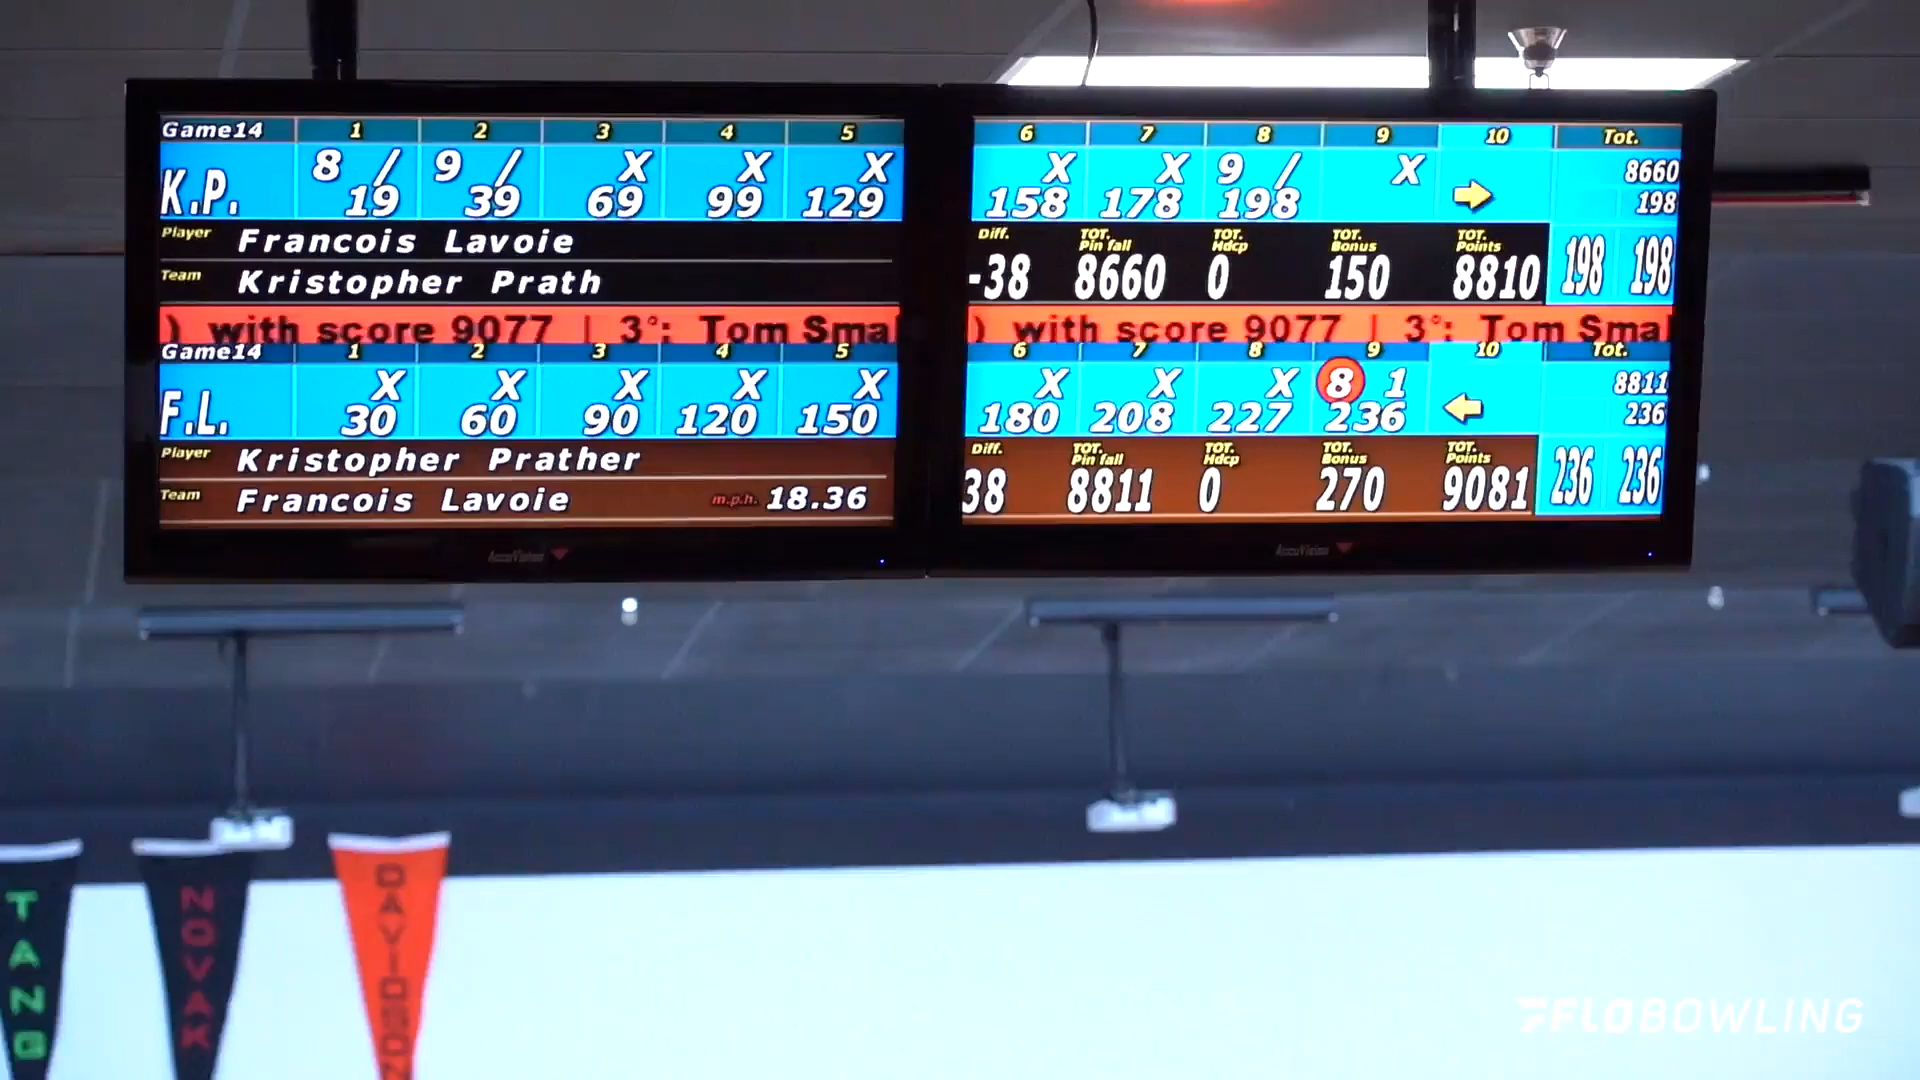 Game14 1 2 3 4 5
K.P. 8 / 9 / X X X
19 39 69 99 129
Player Francois Lavoie
Team Kristopher Prath
) with score 9077 | 3°: Tom Smal
Game14 1 2 3 4 5
F.L. X X X X X
30 60 90 120 150
Player Kristopher Prather
Team Francois Lavoie m.p.h. 18.36
AccuVision
6 7 8 9 10 Tot.
X X 9 / X 8660
158 178 198 198
Diff. TOT. Pin fall TOT. Hdcp TOT. Bonus TOT. Points
-38 8660 0 150 8810 198 198
) with score 9077 | 3°: Tom Smal
6 7 8 9 10 Tot.
X X X 8 1 8811
180 208 227 236 236
Diff. TOT. Pin fall TOT. Hdcp TOT. Bonus TOT. Points
38 8811 0 270 9081 236 236
AccuVision
TANG
NOVAK
DAVIDSON
FLOBOWLING